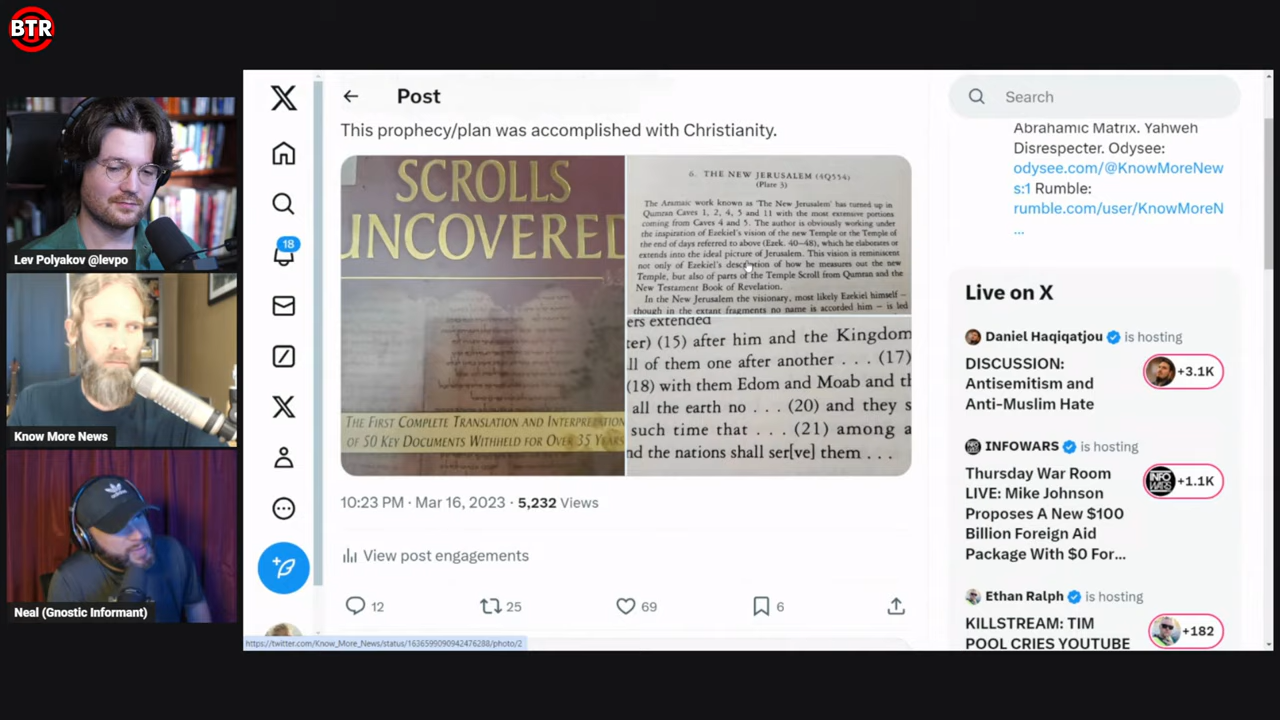 BTR
Lev Polyakov @levpo
Know More News
Neal (Gnostic Informant)
18
Post
This prophecy/plan was accomplished with Christianity.
SCROLLS
UNCOVERED
THE FIRST COMPLETE TRANSLATION AND INTERPRETATION
OF 50 KEY DOCUMENTS WITHHELD FOR OVER 35 YEARS
6. THE NEW JERUSALEM (4Q554)
(Plate 3)
The Aramaic work known as 'The New Jerusalem' has turned up in
Qumran Caves 1, 2, 4, 5 and 11 with the most extensive portions
coming from Caves 4 and 5. The author is obviously working under
the inspiration of Ezekiel's vision of the new Temple or the Temple of
the end of days referred to above (Ezek. 40–48), which he elaborates or
extends into the ideal picture of Jerusalem. This vision is reminiscent
not only of Ezekiel's description of how he measures out the new
Temple, but also of parts of the Temple Scroll from Qumran and the
New Testament Book of Revelation.
In the New Jerusalem the visionary, most likely Ezekiel himself –
though in the extant fragments no name is accorded him – is led
ers extended
ter) (15) after him and the Kingdom
ll of them one after another . . . (17)
(18) with them Edom and Moab and th
all the earth no . . . (20) and they s
such time that . . . (21) among a
nd the nations shall ser[ve] them . . .
10:23 PM · Mar 16, 2023 · 5,232 Views
View post engagements
12
25
69
6
https://twitter.com/Know_More_News/status/1636599090942476288/photo/2
Search
Abrahamic Matrix. Yahweh
Disrespecter. Odysee:
odysee.com/@KnowMoreNew
s:1 Rumble:
rumble.com/user/KnowMoreN
...
Live on X
Daniel Haqiqatjou is hosting
DISCUSSION:
Antisemitism and
Anti-Muslim Hate
+3.1K
INFOWARS is hosting
Thursday War Room
LIVE: Mike Johnson
Proposes A New $100
Billion Foreign Aid
Package With $0 For...
+1.1K
Ethan Ralph is hosting
KILLSTREAM: TIM
POOL CRIES YOUTUBE
+182